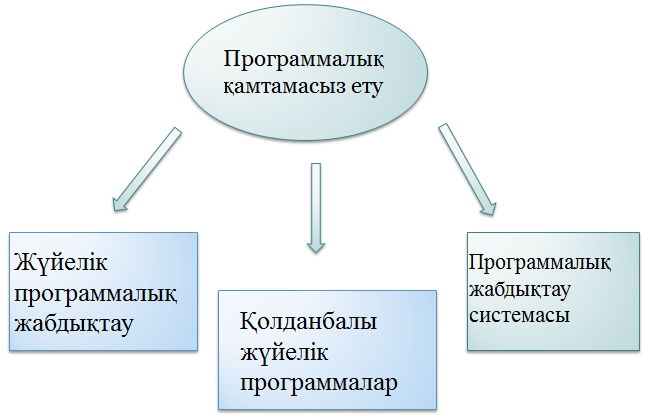 Программалық
қамтамасыз ету
Жүйелік
программалық
жабдықтау
Қолданбалы
жүйелік
программалар
Программалық
жабдықтау
системасы